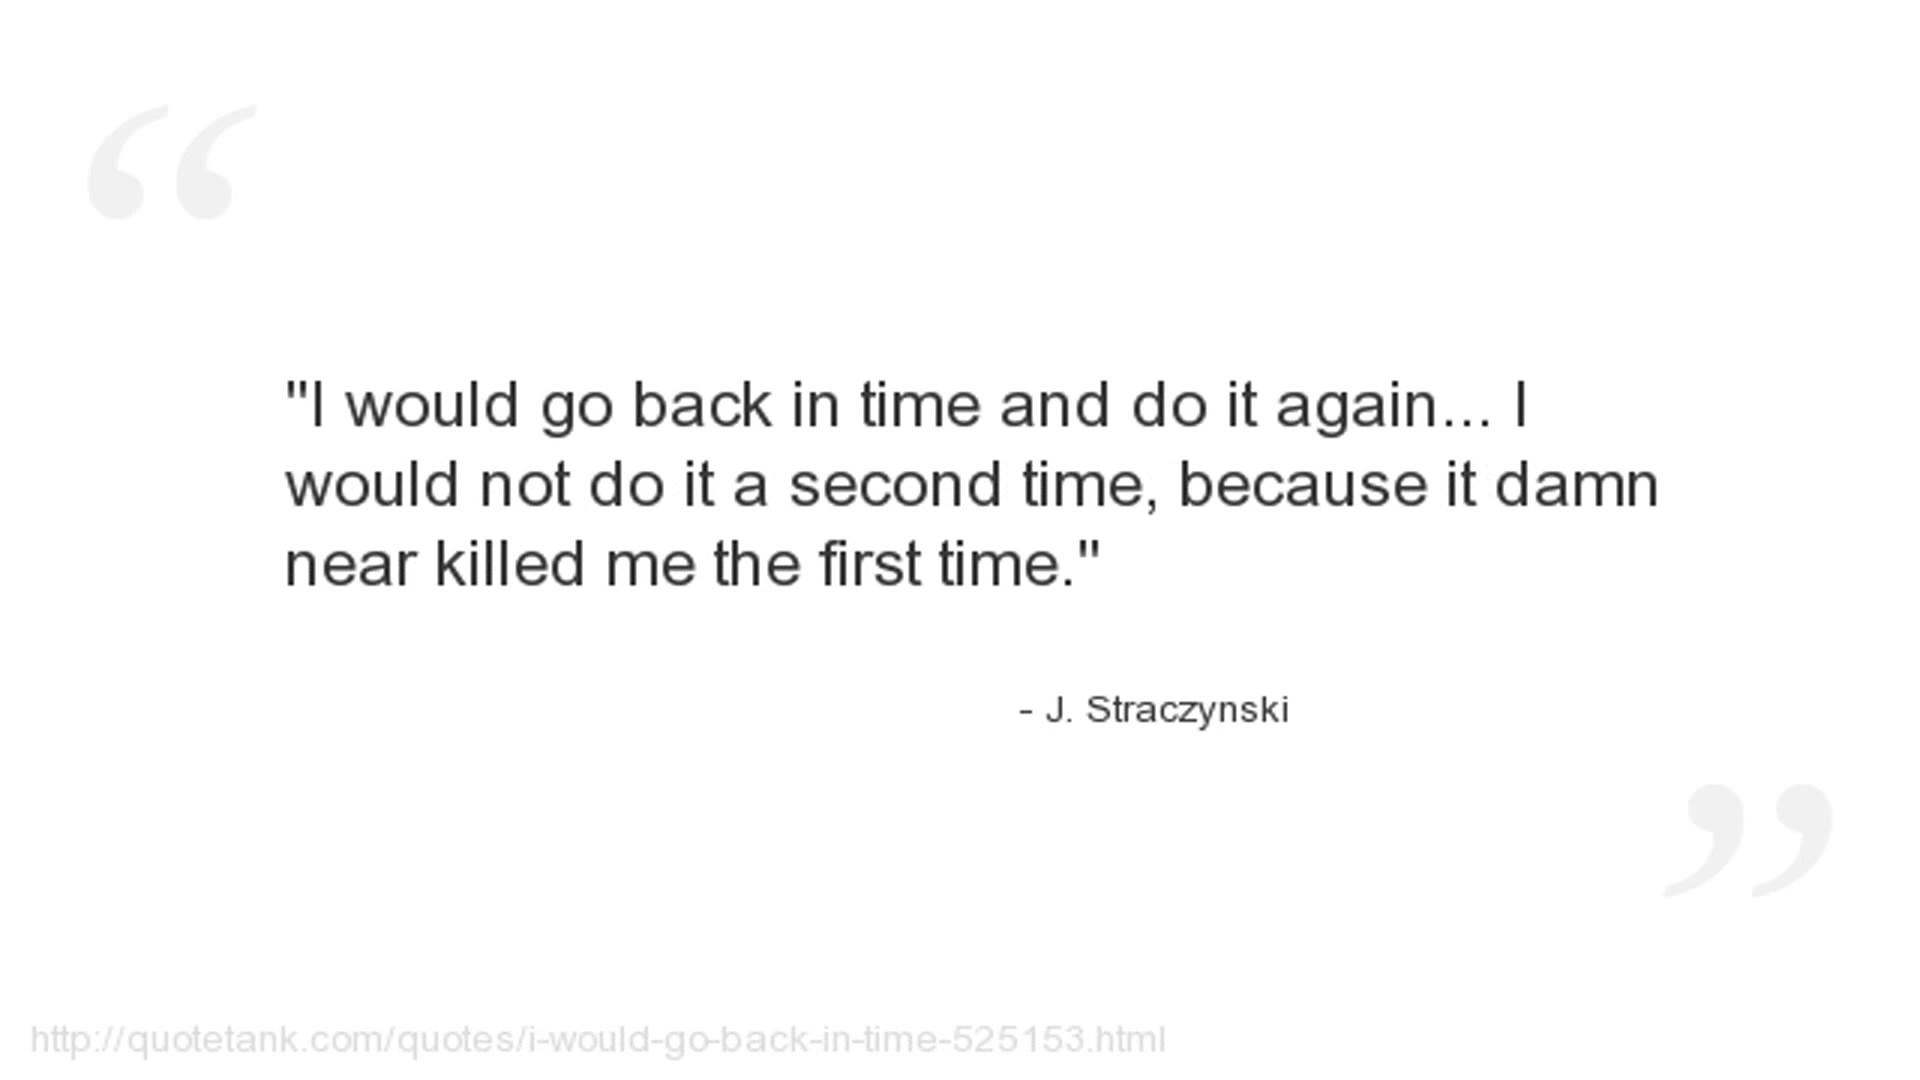 "I would go back in time and do it again... I
would not do it a second time, because it damn
near killed me the first time."
- J. Straczynski
http://quotetank.com/quotes/i-would-go-back-in-time-525153.html